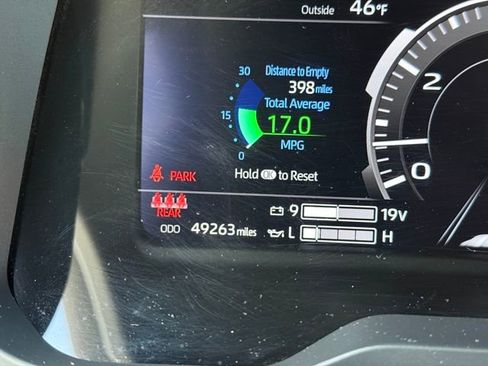 Outside 46°F
30 Distance to Empty
398 miles
Total Average
15 17.0
MPG
0
Hold OK to Reset
PARK
REAR
ODO 49263 miles
9 19V
L H
2
0